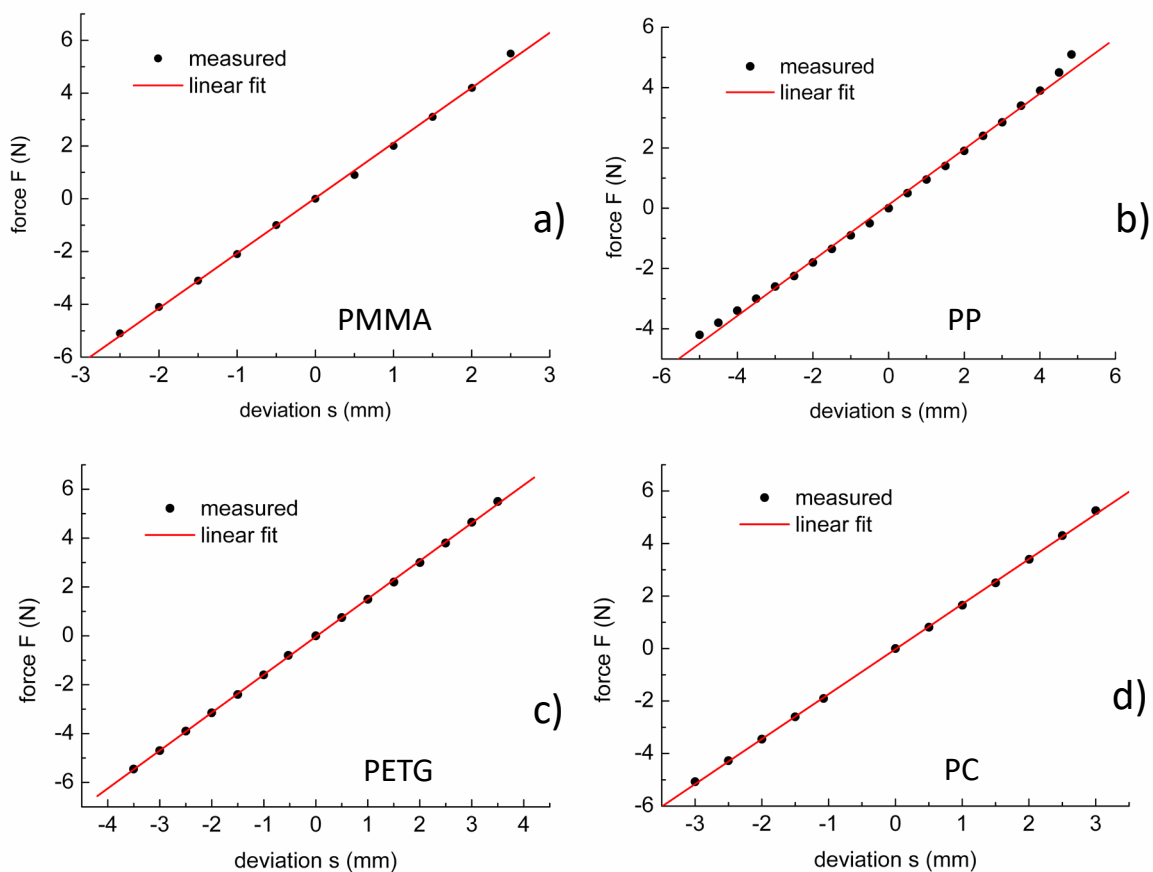 6
4
2
0
-2
-4
-6
-3 -2 -1 0 1 2 3
force F (N)
deviation s (mm)
measured
linear fit
a)
PMMA
6
4
2
0
-2
-4
-6 -4 -2 0 2 4 6
force F (N)
deviation s (mm)
measured
linear fit
b)
PP
6
4
2
0
-2
-4
-6
-4 -3 -2 -1 0 1 2 3 4
force F (N)
deviation s (mm)
measured
linear fit
c)
PETG
6
4
2
0
-2
-4
-6
-3 -2 -1 0 1 2 3
force F (N)
deviation s (mm)
measured
linear fit
d)
PC